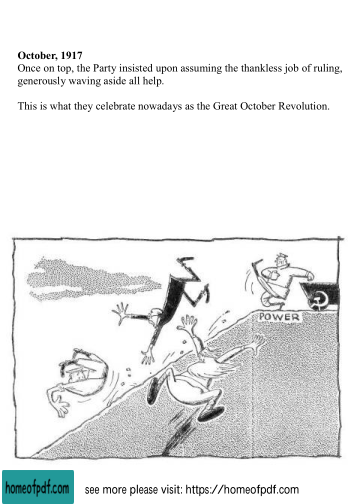 October, 1917
Once on top, the Party insisted upon assuming the thankless job of ruling,
generously waving aside all help.
This is what they celebrate nowadays as the Great October Revolution.
POWER
homeofpdf.com
see more please visit: https://homeofpdf.com